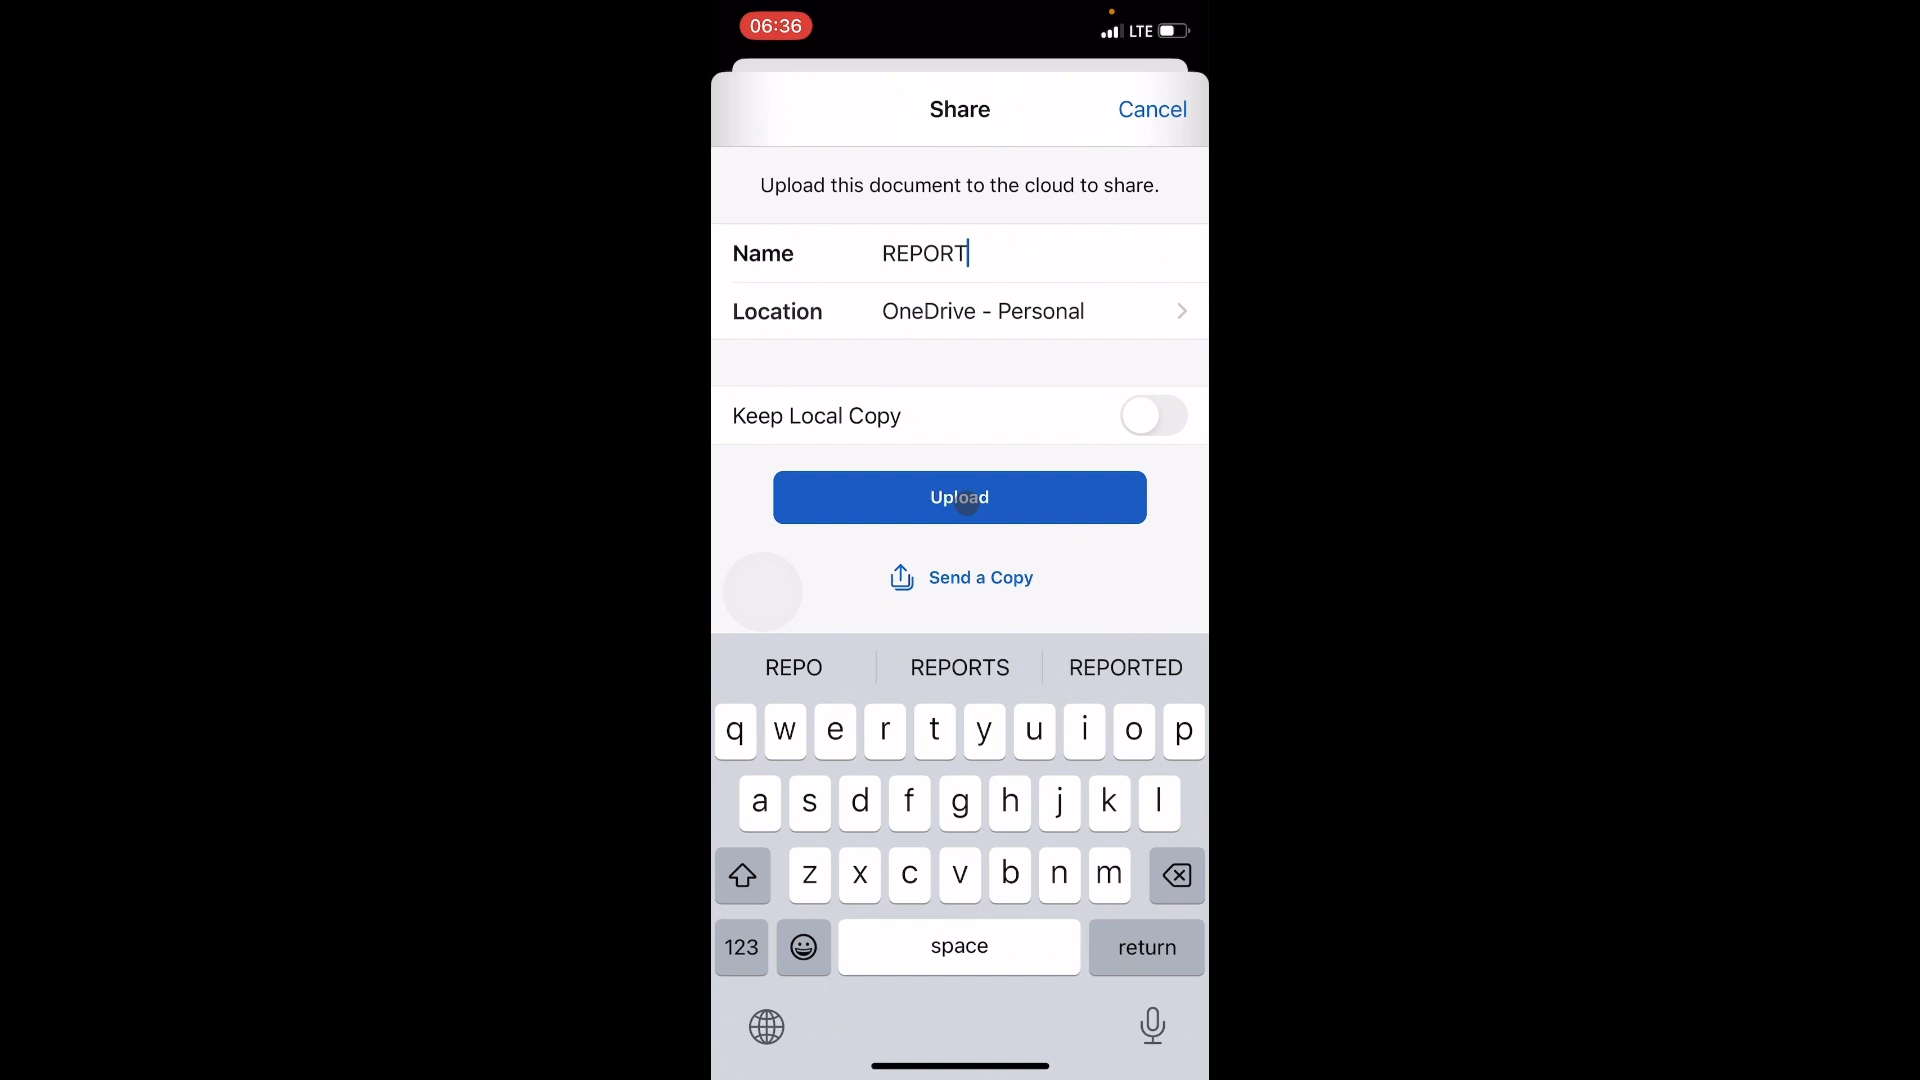 06:36
LTE
Share
Cancel
Upload this document to the cloud to share.
Name REPORT
Location OneDrive - Personal
Keep Local Copy
Upload
Send a Copy
REPO REPORTS REPORTED
q w e r t y u i o p
a s d f g h j k l
z x c v b n m
123 space return